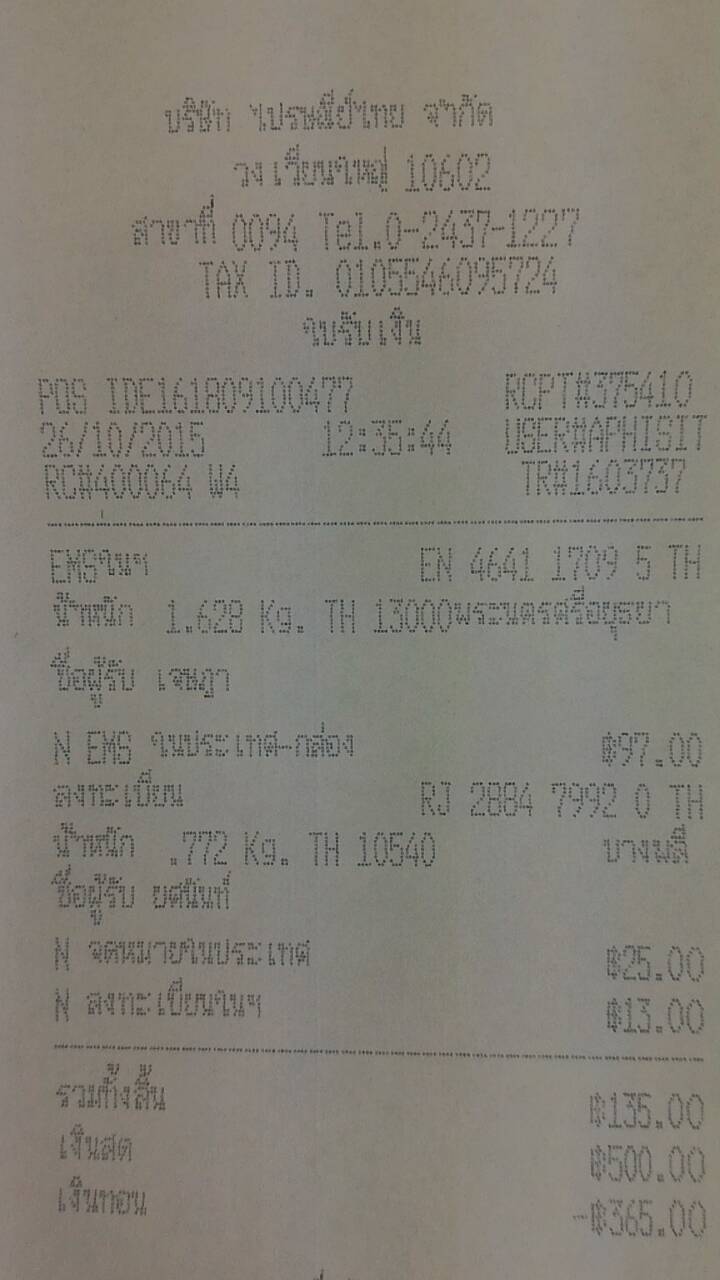 บริษัท ไปรษณีย์ไทย จำกัด
วงเวียนใหญ่ 10602
สาขาที่ 0094 Tel.0-2437-1227
TAX ID. 0105546095724
ใบรับเงิน
POS IDE161809100477 RCPT#375410
26/10/2015 12:35:44 USER#APHISIT
RC#400064 W4 TR#1603737
EMSในฯ EN 4641 1709 5 TH
น้ำหนัก 1.628 Kg. TH 13000พระนครศรีอยุธยา
ชื่อผู้รับ เจษฎา
N EMS ในประเทศ-กล่อง ฿97.00
ลงทะเบียน RJ 2884 7992 0 TH
น้ำหนัก .772 Kg. TH 10540 บางพลี
ชื่อผู้รับ ยศนันท์
N จดหมายในประเทศ ฿25.00
N ลงทะเบียนในฯ ฿13.00
รวมทั้งสิ้น ฿135.00
เงินสด ฿500.00
เงินทอน -฿365.00